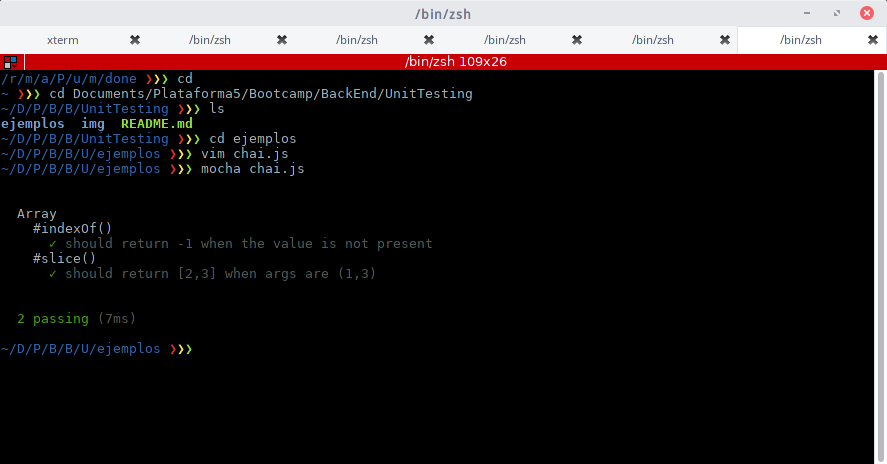 /bin/zsh
xterm ✖ /bin/zsh ✖ /bin/zsh ✖ /bin/zsh ✖ /bin/zsh ✖ /bin/zsh ✖
/bin/zsh 109x26
/r/m/a/P/u/m/done ❯❯❯ cd
~ ❯❯❯ cd Documents/Plataforma5/Bootcamp/BackEnd/UnitTesting
~/D/P/B/B/UnitTesting ❯❯❯ ls
ejemplos  img  README.md
~/D/P/B/B/UnitTesting ❯❯❯ cd ejemplos
~/D/P/B/B/U/ejemplos ❯❯❯ vim chai.js
~/D/P/B/B/U/ejemplos ❯❯❯ mocha chai.js
Array
#indexOf()
✓ should return -1 when the value is not present
#slice()
✓ should return [2,3] when args are (1,3)
2 passing (7ms)
~/D/P/B/B/U/ejemplos ❯❯❯